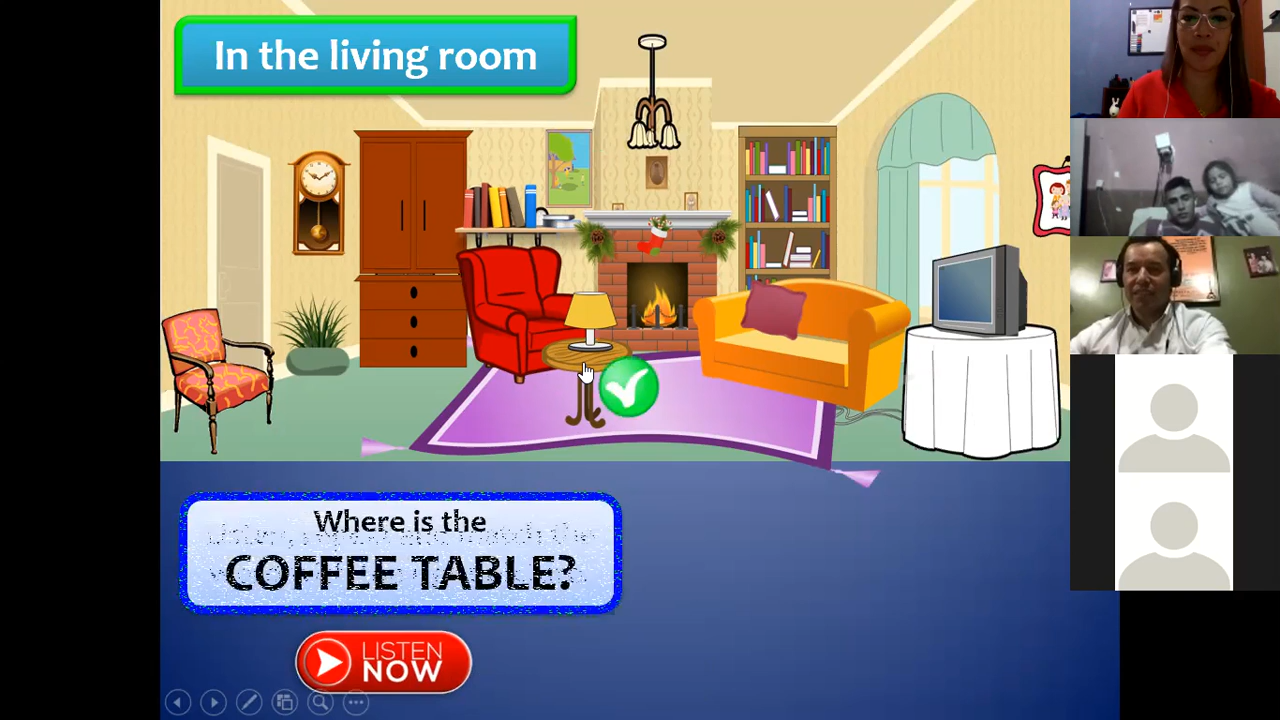 In the living room
Where is the
COFFEE TABLE?
LISTEN
NOW